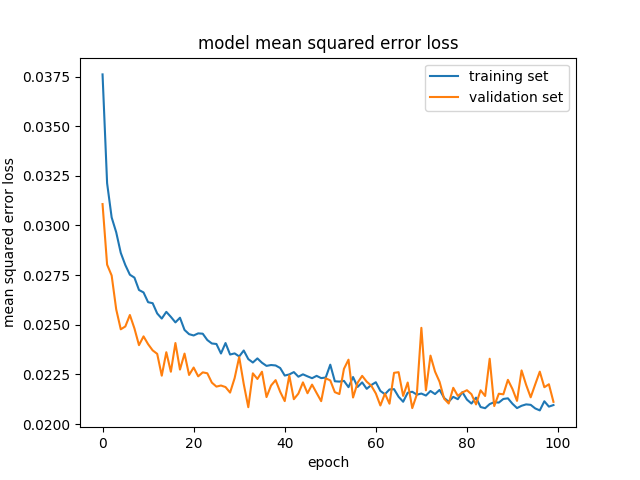 model mean squared error loss
training set
validation set
mean squared error loss
0.0375
0.0350
0.0325
0.0300
0.0275
0.0250
0.0225
0.0200
0 20 40 60 80 100
epoch